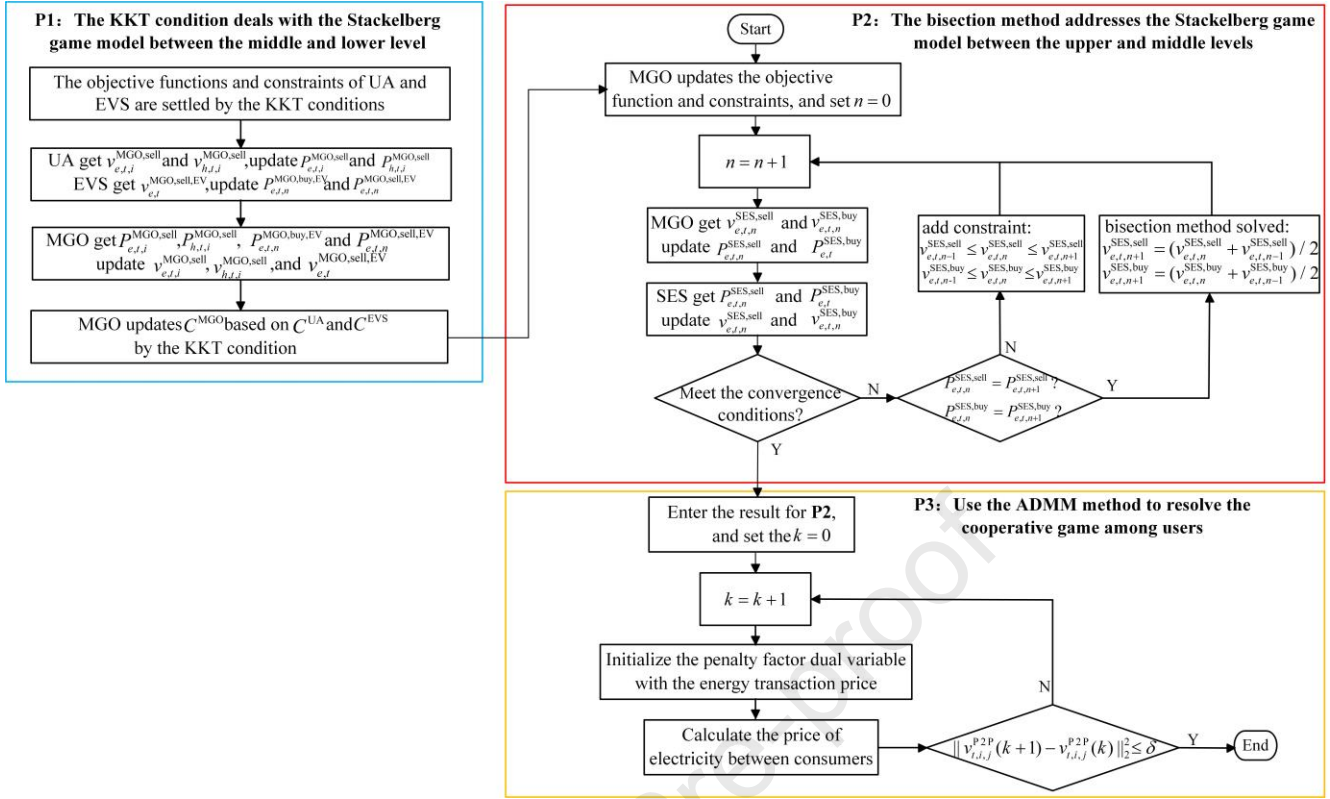 P1：The KKT condition deals with the Stackelberg
game model between the middle and lower level
The objective functions and constraints of UA and
EVS are settled by the KKT conditions
UA get v_{e,t,i}^{MGO,sell} and v_{h,t,i}^{MGO,sell},update P_{e,t,i}^{MGO,sell} and P_{h,t,i}^{MGO,sell}
EVS get v_{e,t}^{MGO,sell,EV},update P_{e,t,n}^{MGO,buy,EV} and P_{e,t,n}^{MGO,sell,EV}
MGO get P_{e,t,i}^{MGO,sell}, P_{h,t,i}^{MGO,sell}, P_{e,t,n}^{MGO,buy,EV} and P_{e,t,n}^{MGO,sell,EV}
update v_{e,t,i}^{MGO,sell}, v_{h,t,i}^{MGO,sell}, and v_{e,t}^{MGO,sell,EV}
MGO updates C^{MGO} based on C^{UA} and C^{EVS}
by the KKT condition
P2：The bisection method addresses the Stackelberg game
model between the upper and middle levels
Start
MGO updates the objective
function and constraints, and set n = 0
n = n + 1
MGO get v_{e,t,n}^{SES,sell} and v_{e,t,n}^{SES,buy}
update P_{e,t,n}^{SES,sell} and P_{e,t}^{SES,buy}
SES get P_{e,t,n}^{SES,sell} and P_{e,t}^{SES,buy}
update v_{e,t,n}^{SES,sell} and v_{e,t,n}^{SES,buy}
Meet the convergence
conditions?
N
Y
P_{e,t,n}^{SES,sell} = P_{e,t,n+1}^{SES,sell} ?
P_{e,t,n}^{SES,buy} = P_{e,t,n+1}^{SES,buy} ?
N
Y
add constraint:
v_{e,t,n-1}^{SES,sell} ≤ v_{e,t,n}^{SES,sell} ≤ v_{e,t,n+1}^{SES,sell}
v_{e,t,n-1}^{SES,buy} ≤ v_{e,t,n}^{SES,buy} ≤ v_{e,t,n+1}^{SES,buy}
bisection method solved:
v_{e,t,n+1}^{SES,sell} = (v_{e,t,n}^{SES,sell} + v_{e,t,n-1}^{SES,sell}) / 2
v_{e,t,n+1}^{SES,buy} = (v_{e,t,n}^{SES,buy} + v_{e,t,n-1}^{SES,buy}) / 2
P3：Use the ADMM method to resolve the
cooperative game among users
Enter the result for P2,
and set the k = 0
k = k + 1
Initialize the penalty factor dual variable
with the energy transaction price
Calculate the price of
electricity between consumers
|| v_{t,i,j}^{P2P}(k+1) − v_{t,i,j}^{P2P}(k) ||_2^2 ≤ δ
N
Y
End
re-proof